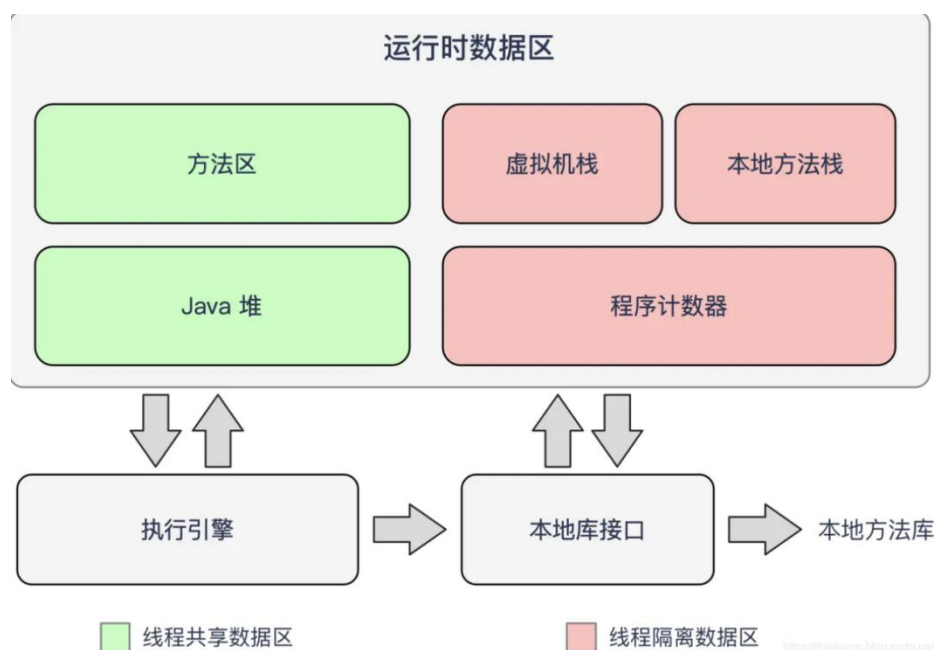 运行时数据区
方法区
虚拟机栈
本地方法栈
Java 堆
程序计数器
执行引擎
本地库接口
本地方法库
线程共享数据区
线程隔离数据区